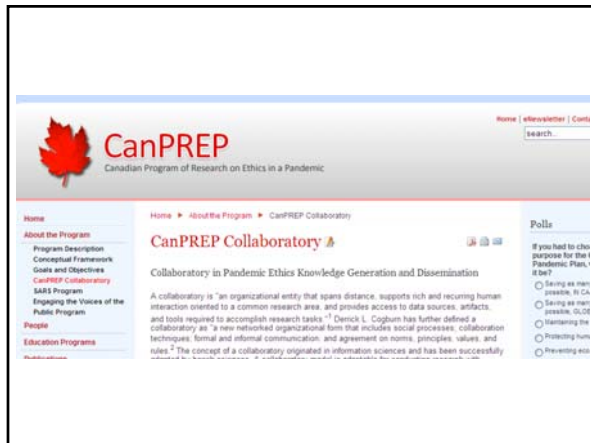 Home | eNewsletter | Conta
search...
CanPREP
Canadian Program of Research on Ethics in a Pandemic
Home
About the Program
Program Description
Conceptual Framework
Goals and Objectives
CanPREP Collaboratory
SARS Program
Engaging the Voices of the
Public Program
People
Education Programs
Home ► About the Program ► CanPREP Collaboratory
CanPREP Collaboratory
Collaboratory in Pandemic Ethics Knowledge Generation and Dissemination
A collaboratory is "an organizational entity that spans distance, supports rich and recurring human
interaction oriented to a common research area, and provides access to data sources, artifacts,
and tools required to accomplish research tasks."1 Derrick L. Cogburn has further defined a
collaboratory as "a new networked organizational form that includes social processes; collaboration
techniques; formal and informal communication; and agreement on norms, principles, values, and
rules.2 The concept of a collaboratory originated in information sciences and has been successfully
Polls
If you had to cho
purpose for the
Pandemic Plan,
it be?
Saving as man
possible, IN CA
Saving as man
possible, GLOB
Maintaining the
Protecting hum
Preventing eco